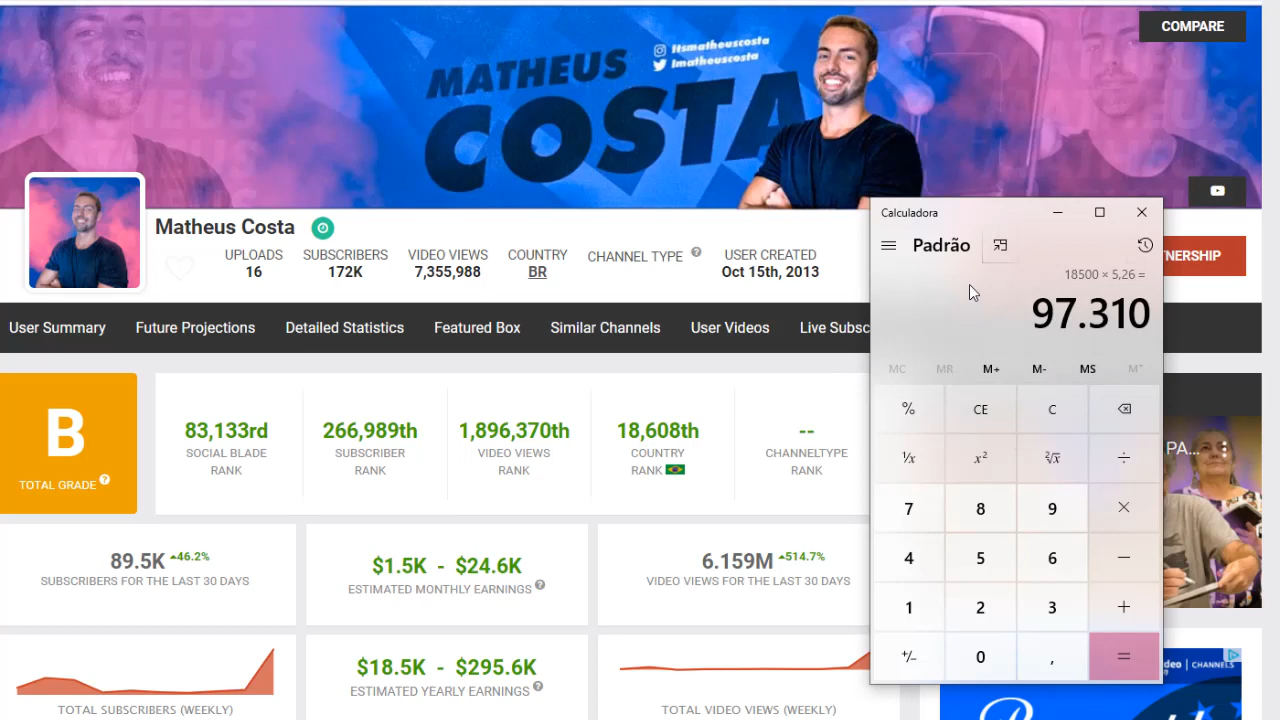 COMPARE
MATHEUS
COSTA
Itsmatheuscosta
Imatheuscosta
Matheus Costa
UPLOADS
16
SUBSCRIBERS
172K
VIDEO VIEWS
7,355,988
COUNTRY
BR
CHANNEL TYPE ?
USER CREATED
Oct 15th, 2013
NERSHIP
User Summary
Future Projections
Detailed Statistics
Featured Box
Similar Channels
User Videos
Live Subsc
B
TOTAL GRADE ?
83,133rd
SOCIAL BLADE
RANK
266,989th
SUBSCRIBER
RANK
1,896,370th
VIDEO VIEWS
RANK
18,608th
COUNTRY
RANK
--
CHANNELTYPE
RANK
89.5K 46.2%
SUBSCRIBERS FOR THE LAST 30 DAYS
$1.5K - $24.6K
ESTIMATED MONTHLY EARNINGS ?
6.159M 514.7%
VIDEO VIEWS FOR THE LAST 30 DAYS
TOTAL SUBSCRIBERS (WEEKLY)
$18.5K - $295.6K
ESTIMATED YEARLY EARNINGS ?
TOTAL VIDEO VIEWS (WEEKLY)
Calculadora
Padrão
18500 × 5,26 =
97.310
MC MR M+ M- MS M˅
% CE C
¹/x x² ²√x ÷
7 8 9 ×
4 5 6 −
1 2 3 +
+/- 0 , =
PA...
deo | CHANNELS